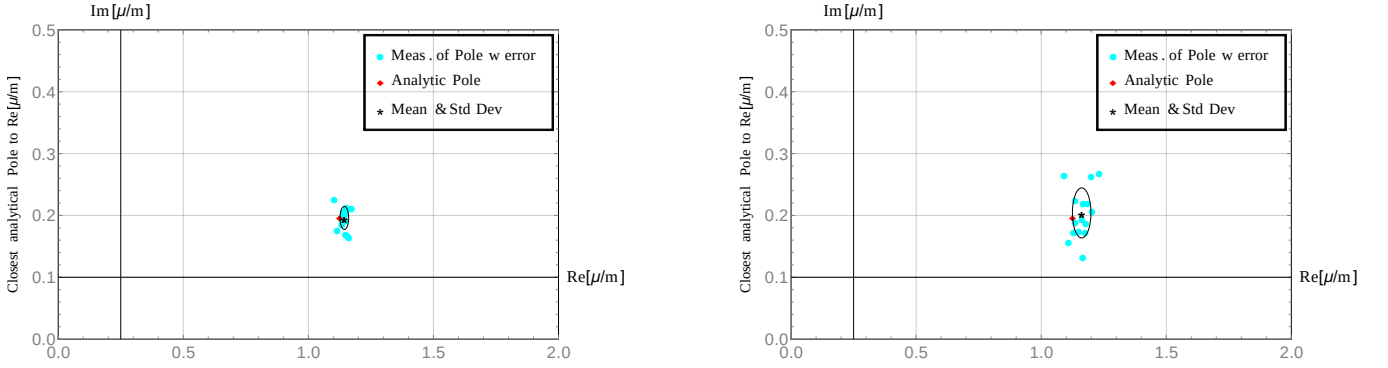 Im[μ/m]
0.5
0.4
0.3
0.2
0.1
0.0
0.0 0.5 1.0 1.5 2.0
Closest analytical Pole to Re[μ/m]
Re[μ/m]
Meas. of Pole w error
Analytic Pole
Mean & Std Dev
Im[μ/m]
0.5
0.4
0.3
0.2
0.1
0.0
0.0 0.5 1.0 1.5 2.0
Closest analytical Pole to Re[μ/m]
Re[μ/m]
Meas. of Pole w error
Analytic Pole
Mean & Std Dev